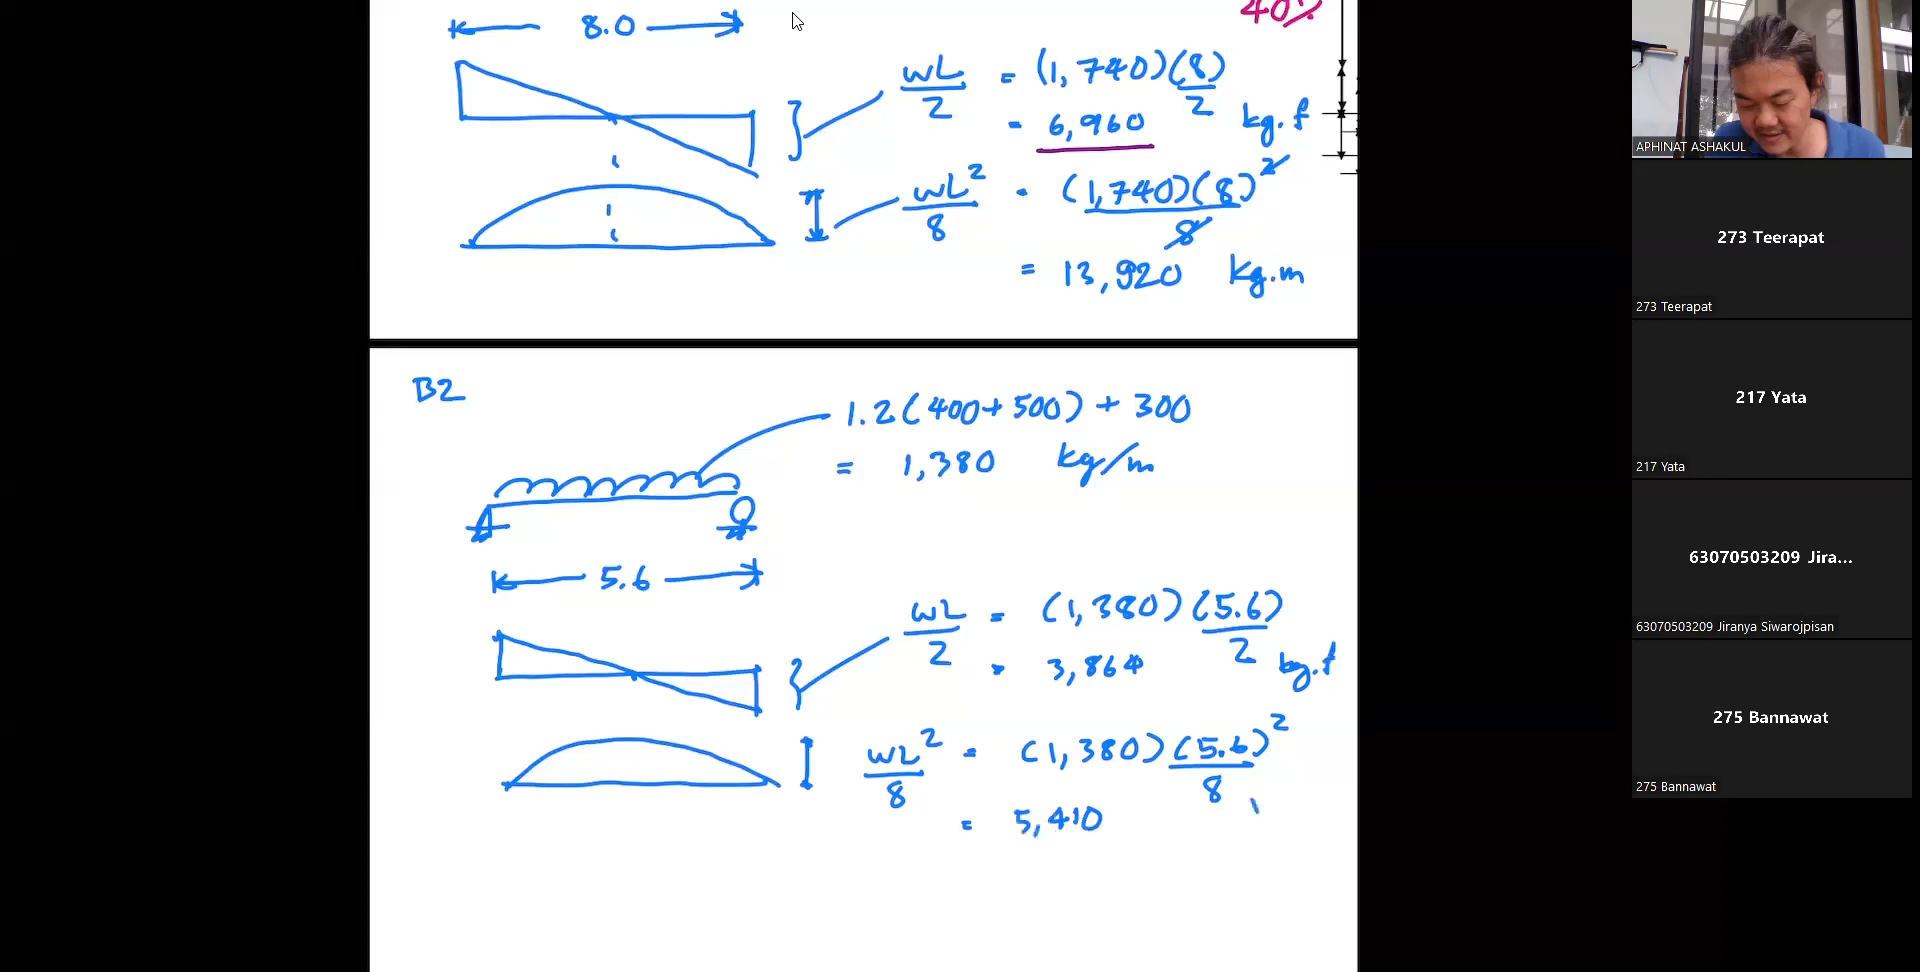 40%
8.0
wL/2 = (1,740)(8)/2
= 6,960 kg.f
wL²/8 = (1,740)(8)²/8
= 13,920 kg.m
B2
1.2(400+500) + 300
= 1,380 kg/m
5.6
wL/2 = (1,380)(5.6)/2
= 3,864 kg.f
wL²/8 = (1,380)(5.6)²/8
= 5,410
APHINAT ASHAKUL
273 Teerapat
273 Teerapat
217 Yata
217 Yata
63070503209 Jira...
63070503209 Jiranya Siwarojpisan
275 Bannawat
275 Bannawat